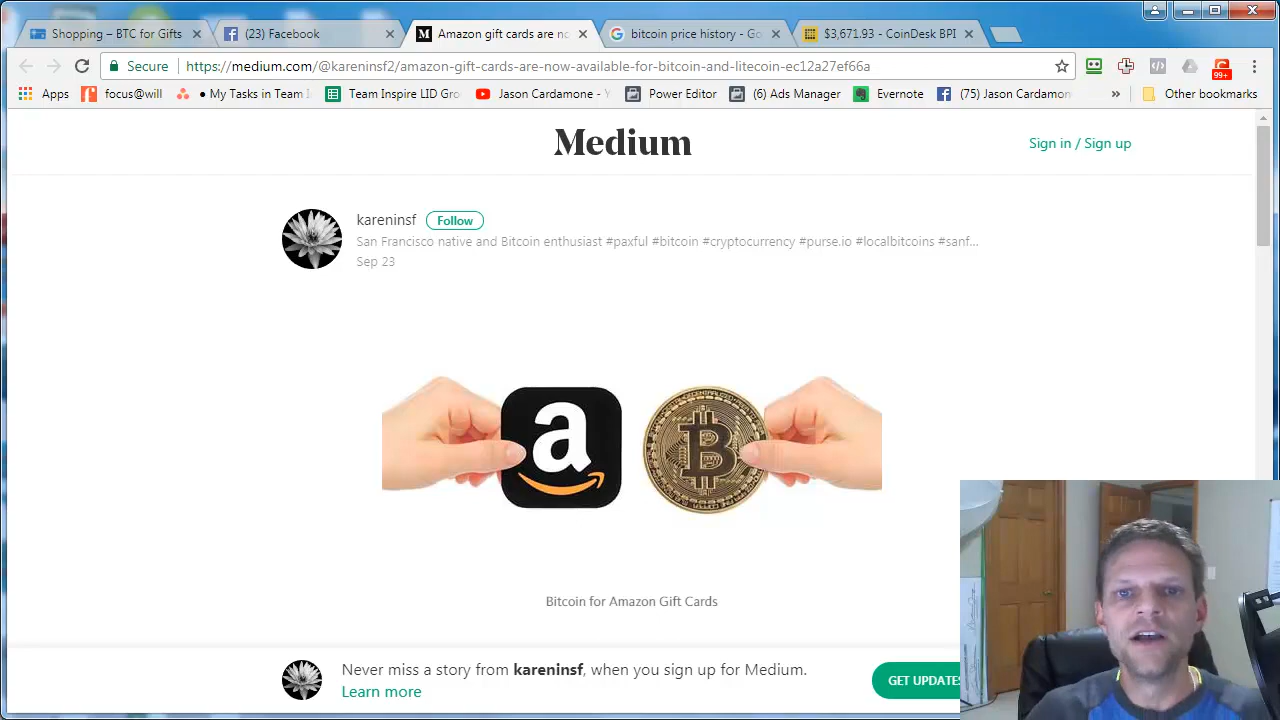 Shopping – BTC for Gifts
(23) Facebook
Amazon gift cards are no
bitcoin price history - Go
$3,671.93 - CoinDesk BPI
Secure
https://medium.com/@kareninsf2/amazon-gift-cards-are-now-available-for-bitcoin-and-litecoin-ec12a27ef66a
99+
Apps
focus@will
● My Tasks in Team I
Team Inspire LID Gro
Jason Cardamone - Y
Power Editor
(6) Ads Manager
Evernote
(75) Jason Cardamon
»
Other bookmarks
Medium
Sign in / Sign up
kareninsf
Follow
San Francisco native and Bitcoin enthusiast #paxful #bitcoin #cryptocurrency #purse.io #localbitcoins #sanf…
Sep 23
a
Bitcoin for Amazon Gift Cards
Never miss a story from kareninsf, when you sign up for Medium.
Learn more
GET UPDATES